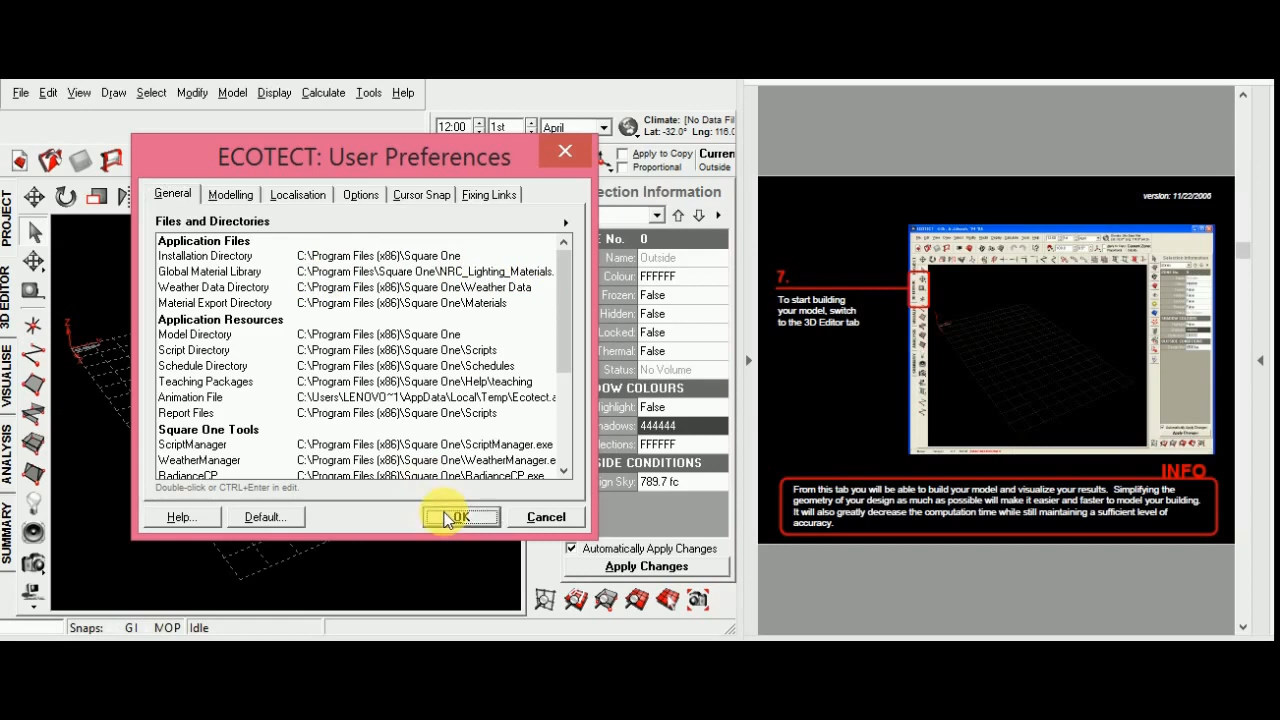 File Edit View Draw Select Modify Model Display Calculate Tools Help
12:00 1st April
Climate: [No Data Fil
Lat: -32.0° Lng: 116.0
Apply to Copy
Proportional
Curren
Outside
ECOTECT: User Preferences
General Modelling Localisation Options Cursor Snap Fixing Links
Files and Directories
Application Files
Installation Directory C:\Program Files (x86)\Square One
Global Material Library C:\Program Files\Square One\NRC_Lighting_Materials.
Weather Data Directory C:\Program Files (x86)\Square One\Weather Data
Material Export Directory C:\Program Files (x86)\Square One\Materials
Application Resources
Model Directory C:\Program Files (x86)\Square One
Script Directory C:\Program Files (x86)\Square One\Scripts
Schedule Directory C:\Program Files (x86)\Square One\Schedules
Teaching Packages C:\Program Files (x86)\Square One\Help\teaching
Animation File C:\Users\LENOVO~1\AppData\Local\Temp\Ecotect.a
Report Files C:\Program Files (x86)\Square One\Scripts
Square One Tools
ScriptManager C:\Program Files (x86)\Square One\ScriptManager.exe
WeatherManager C:\Program Files (x86)\Square One\WeatherManager.e
RadianceCP C:\Program Files (x86)\Square One\RadianceCP.exe
Double-click or CTRL+Enter in edit.
Help... Default... OK Cancel
PROJECT
3D EDITOR
VISUALISE
ANALYSIS
SUMMARY
Z
ection Information
E No. 0
Name: Outside
Colour: FFFFFF
Frozen: False
Hidden: False
Locked: False
Thermal: False
Status: No Volume
DOW COLOURS
Highlight: False
hadows: 444444
lections: FFFFFF
SIDE CONDITIONS
sign Sky: 789.7 fc
Automatically Apply Changes
Apply Changes
Snaps: GI MOP Idle
version: 11/22/2006
7.
To start building
your model, switch
to the 3D Editor tab
INFO
From this tab you will be able to build your model and visualize your results. Simplifying the
geometry of your design as much as possible will make it easier and faster to model your building.
It will also greatly decrease the computation time while still maintaining a sufficient level of
accuracy.